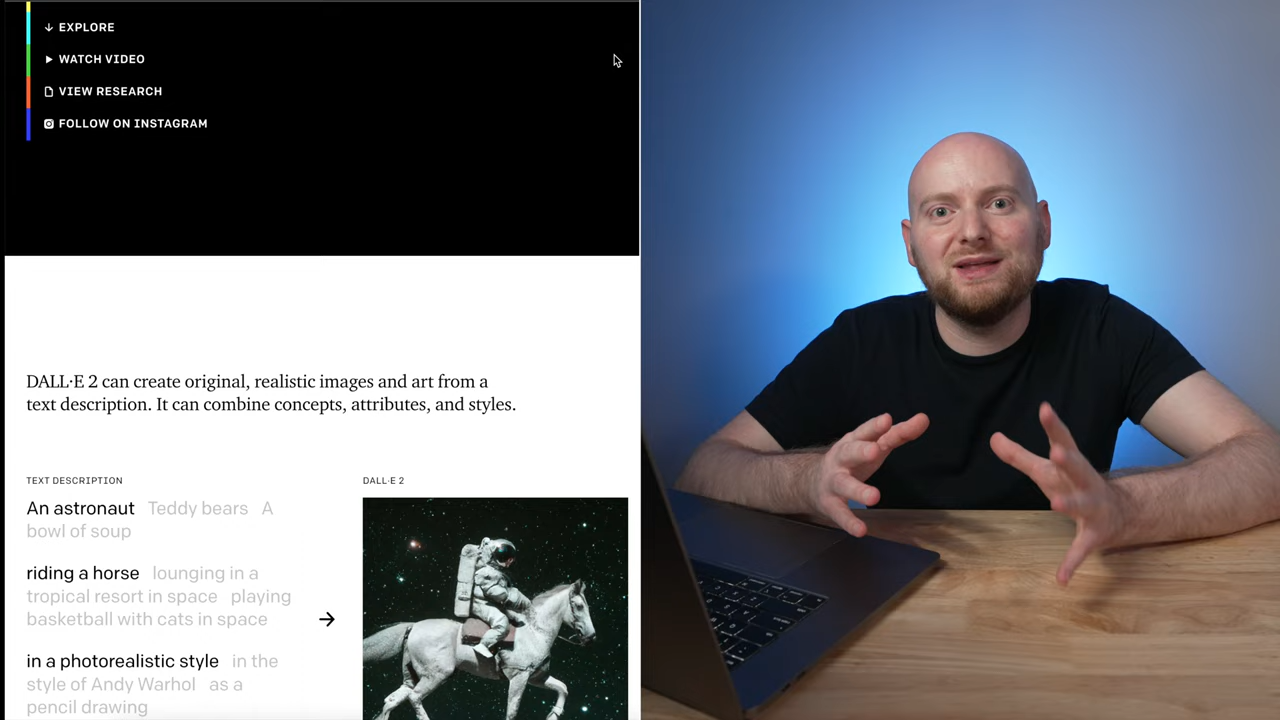 EXPLORE
WATCH VIDEO
VIEW RESEARCH
FOLLOW ON INSTAGRAM
DALL·E 2 can create original, realistic images and art from a
text description. It can combine concepts, attributes, and styles.
TEXT DESCRIPTION
An astronaut Teddy bears A
bowl of soup
riding a horse lounging in a
tropical resort in space playing
basketball with cats in space
in a photorealistic style in the
style of Andy Warhol as a
pencil drawing
DALL·E 2